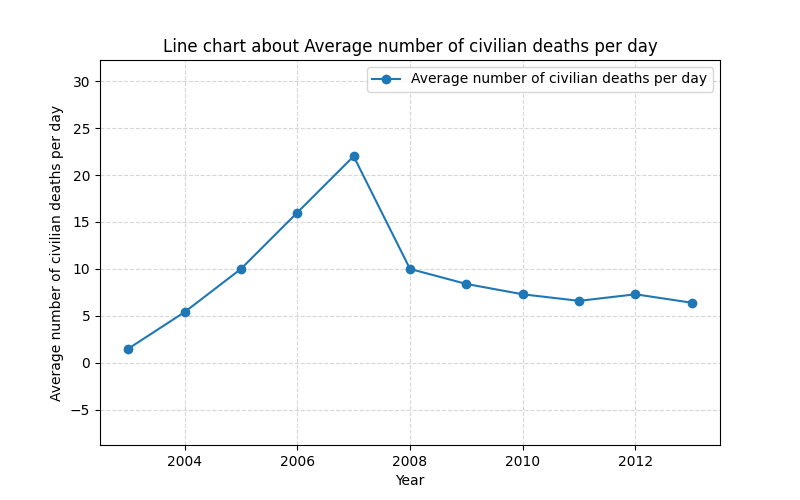 Line chart about Average number of civilian deaths per day
Average number of civilian deaths per day
Average number of civilian deaths per day
30
25
20
15
10
5
0
−5
2004 2006 2008 2010 2012
Year